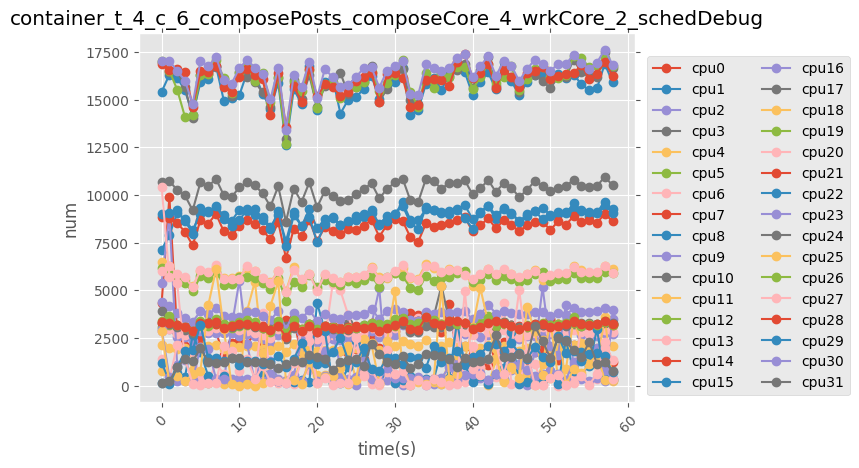 container_t_4_c_6_composePosts_composeCore_4_wrkCore_2_schedDebug
num
17500
15000
12500
10000
7500
5000
2500
0
0
10
20
30
40
50
60
time(s)
cpu0
cpu1
cpu2
cpu3
cpu4
cpu5
cpu6
cpu7
cpu8
cpu9
cpu10
cpu11
cpu12
cpu13
cpu14
cpu15
cpu16
cpu17
cpu18
cpu19
cpu20
cpu21
cpu22
cpu23
cpu24
cpu25
cpu26
cpu27
cpu28
cpu29
cpu30
cpu31